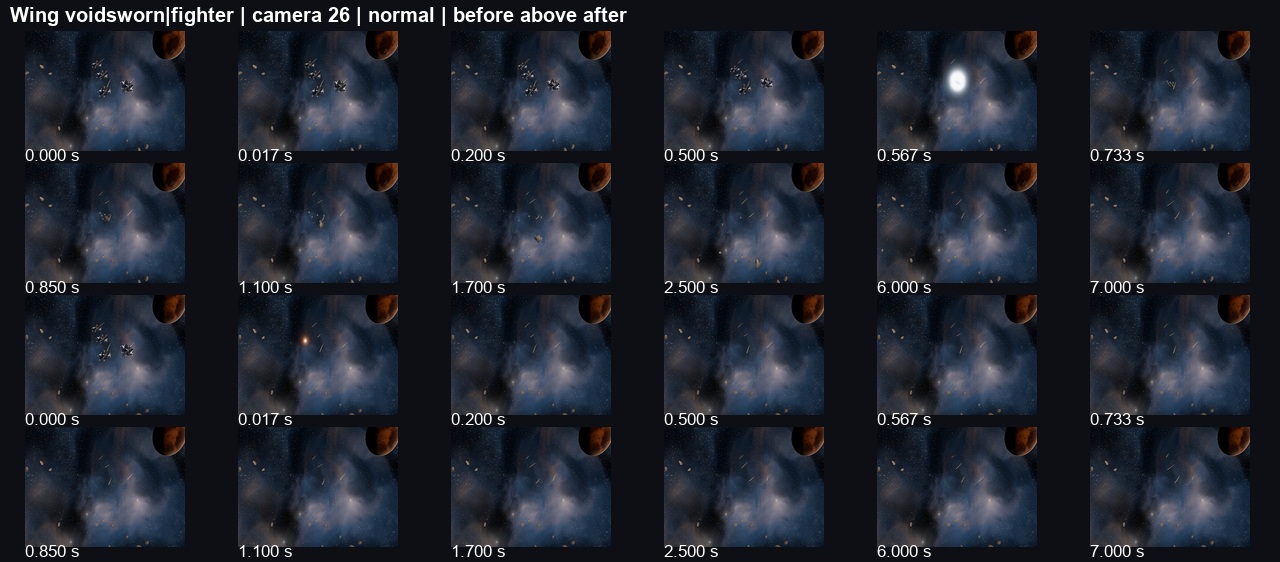 Wing voidsworn|fighter | camera 26 | normal | before above after
0.000 s 0.017 s 0.200 s 0.500 s 0.567 s 0.733 s
0.850 s 1.100 s 1.700 s 2.500 s 6.000 s 7.000 s
0.000 s 0.017 s 0.200 s 0.500 s 0.567 s 0.733 s
0.850 s 1.100 s 1.700 s 2.500 s 6.000 s 7.000 s